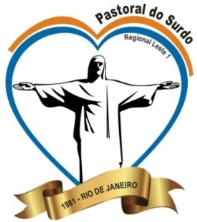 Pastoral do Surdo
Regional Leste 1
1981 - RIO DE JANEIRO